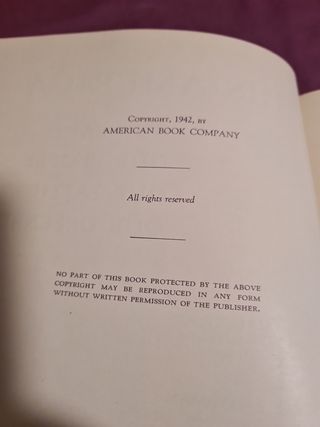 Copyright, 1942, by
AMERICAN BOOK COMPANY
All rights reserved
NO PART OF THIS BOOK PROTECTED BY THE ABOVE
COPYRIGHT MAY BE REPRODUCED IN ANY FORM
WITHOUT WRITTEN PERMISSION OF THE PUBLISHER.